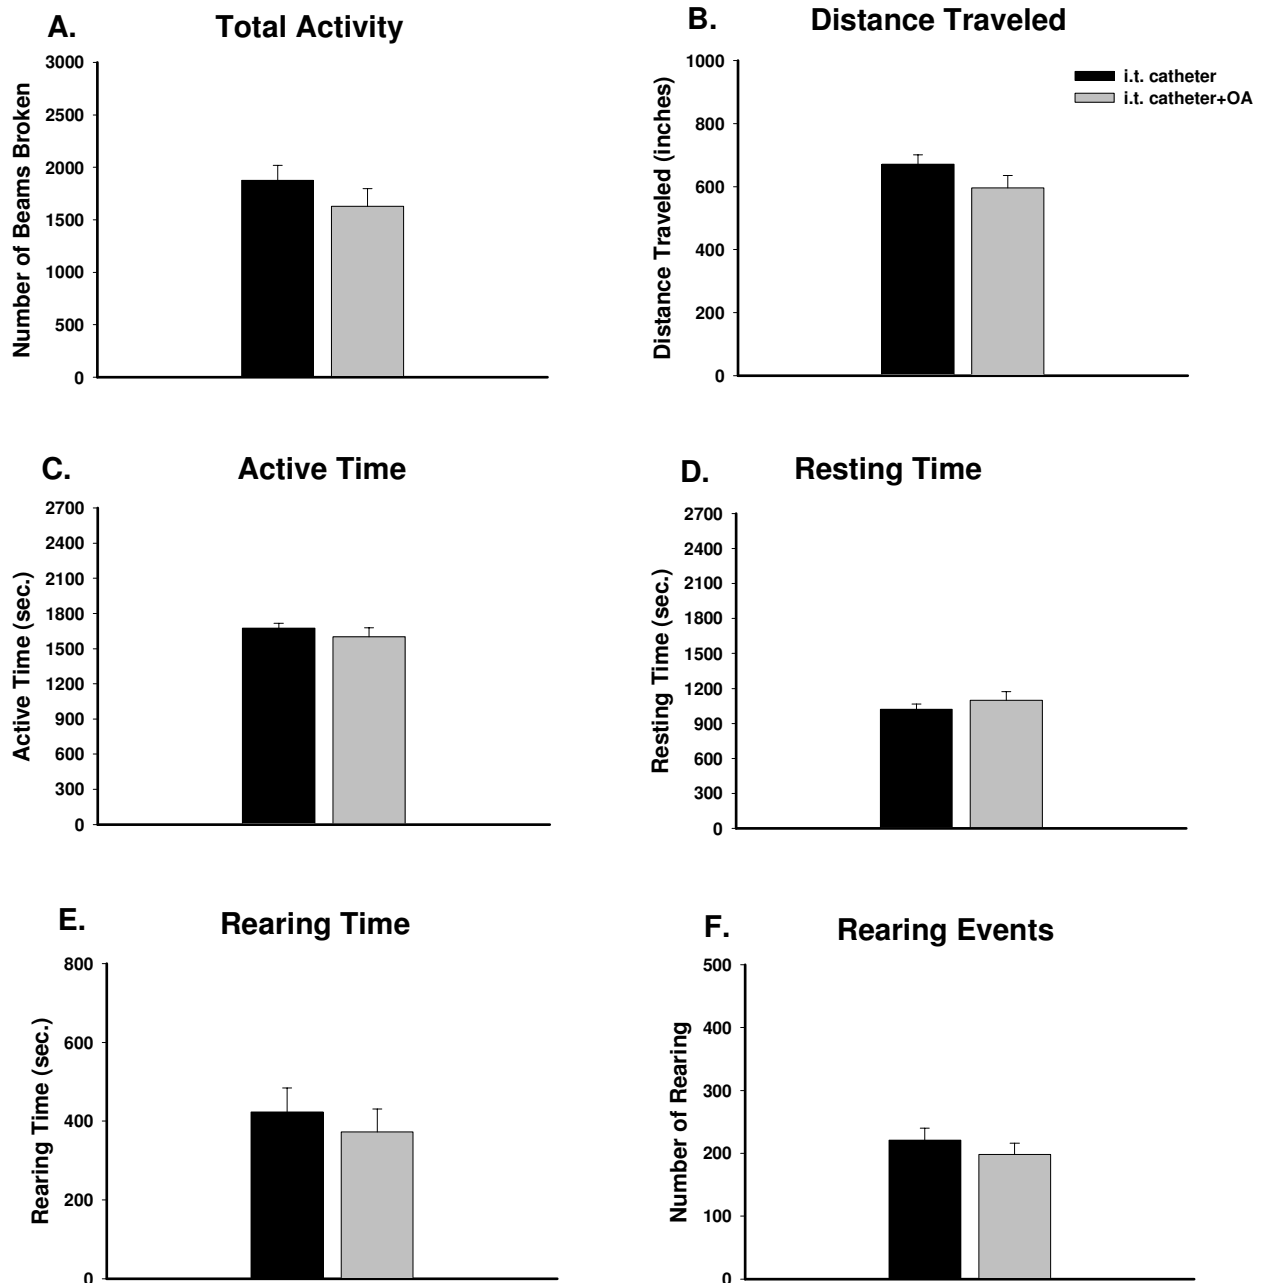 A.
Total Activity
Number of Beams Broken
3000
2500
2000
1500
1000
500
0
B.
Distance Traveled
Distance Traveled (inches)
1000
800
600
400
200
0
i.t. catheter
i.t. catheter+OA
C.
Active Time
Active Time (sec.)
2700
2400
2100
1800
1500
1200
900
600
300
0
D.
Resting Time
Resting Time (sec.)
2700
2400
2100
1800
1500
1200
900
600
300
0
E.
Rearing Time
Rearing Time (sec.)
800
600
400
200
0
F.
Rearing Events
Number of Rearing
500
400
300
200
100
0